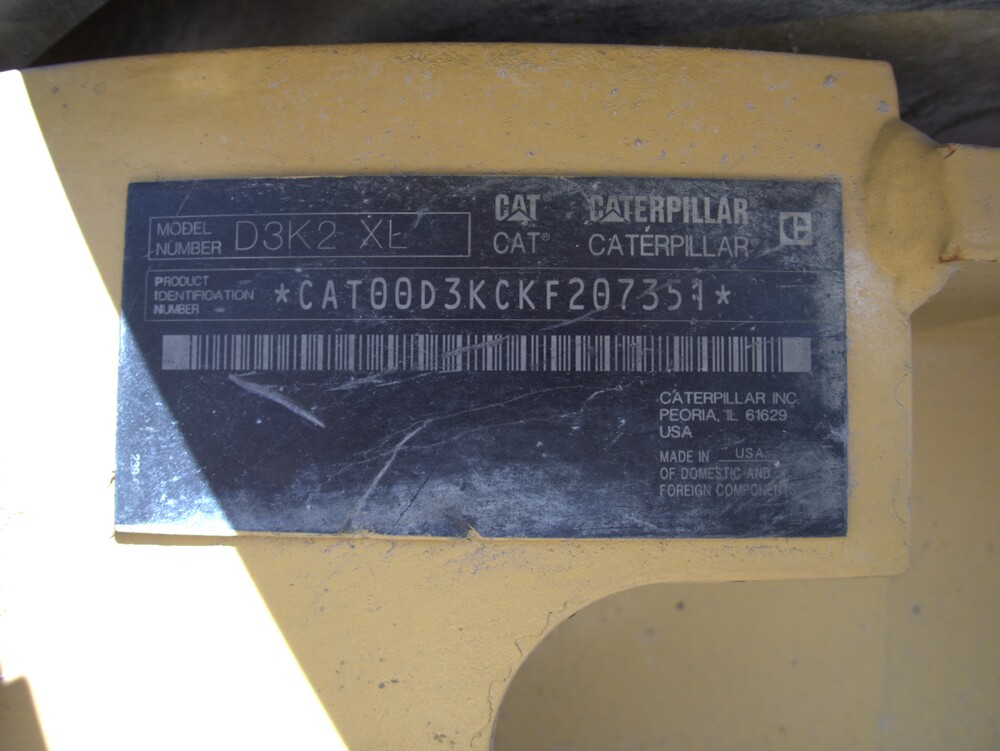 MODEL
NUMBER D3K2 XL
CAT® CATERPILLAR
CAT® CATERPILLAR
PRODUCT
IDENTIFICATION
NUMBER
*CAT00D3KCKF207351*
CATERPILLAR INC.
PEORIA, IL 61629
USA
MADE IN USA
OF DOMESTIC AND
FOREIGN COMPONENTS